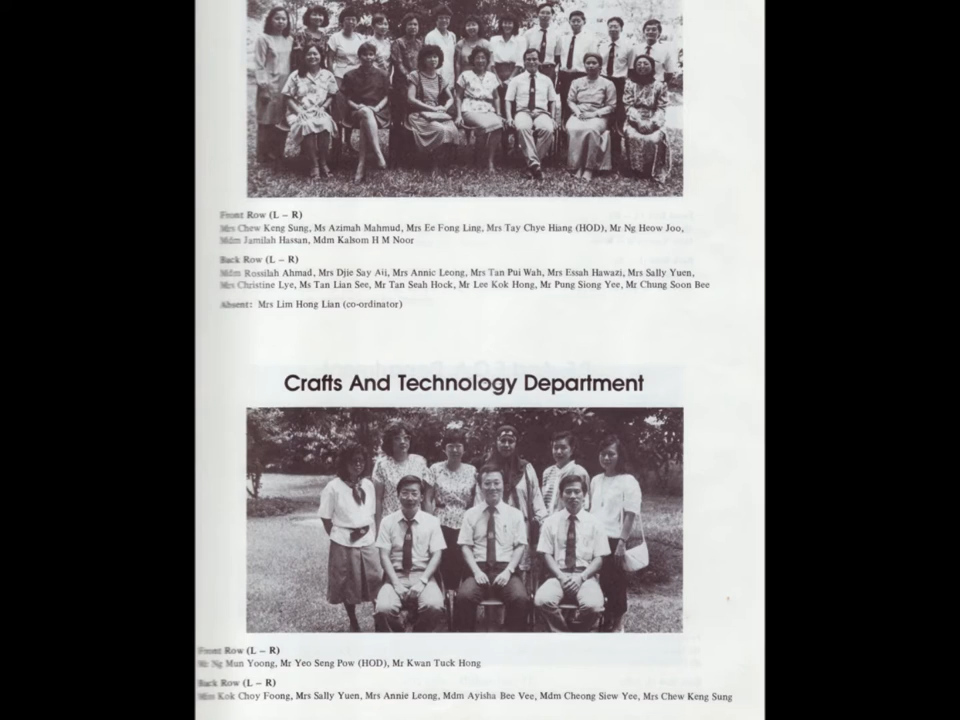 Front Row (L – R)
Mrs Chew Keng Sung, Ms Azimah Mahmud, Mrs Ee Fong Ling, Mrs Tay Chye Hiang (HOD), Mr Ng Heow Joo,
Mdm Jamilah Hassan, Mdm Kalsom H M Noor
Back Row (L – R)
Mdm Rossilah Ahmad, Mrs Djie Say Aij, Mrs Annic Leong, Mrs Tan Pui Wah, Mrs Essah Hawazi, Mrs Sally Yuen,
Mrs Christine Lye, Ms Tan Lian See, Mr Tan Seah Hock, Mr Lee Kok Hong, Mr Pung Siong Yee, Mr Chung Soon Bee
Absent: Mrs Lim Hong Lian (co-ordinator)
Crafts And Technology Department
Front Row (L – R)
Mr Ng Mun Yoong, Mr Yeo Seng Pow (HOD), Mr Kwan Tuck Hong
Back Row (L – R)
Kok Choy Foong, Mrs Sally Yuen, Mrs Annie Leong, Mdm Ayisha Bee Vee, Mdm Cheong Siew Yee, Mrs Chew Keng Sung